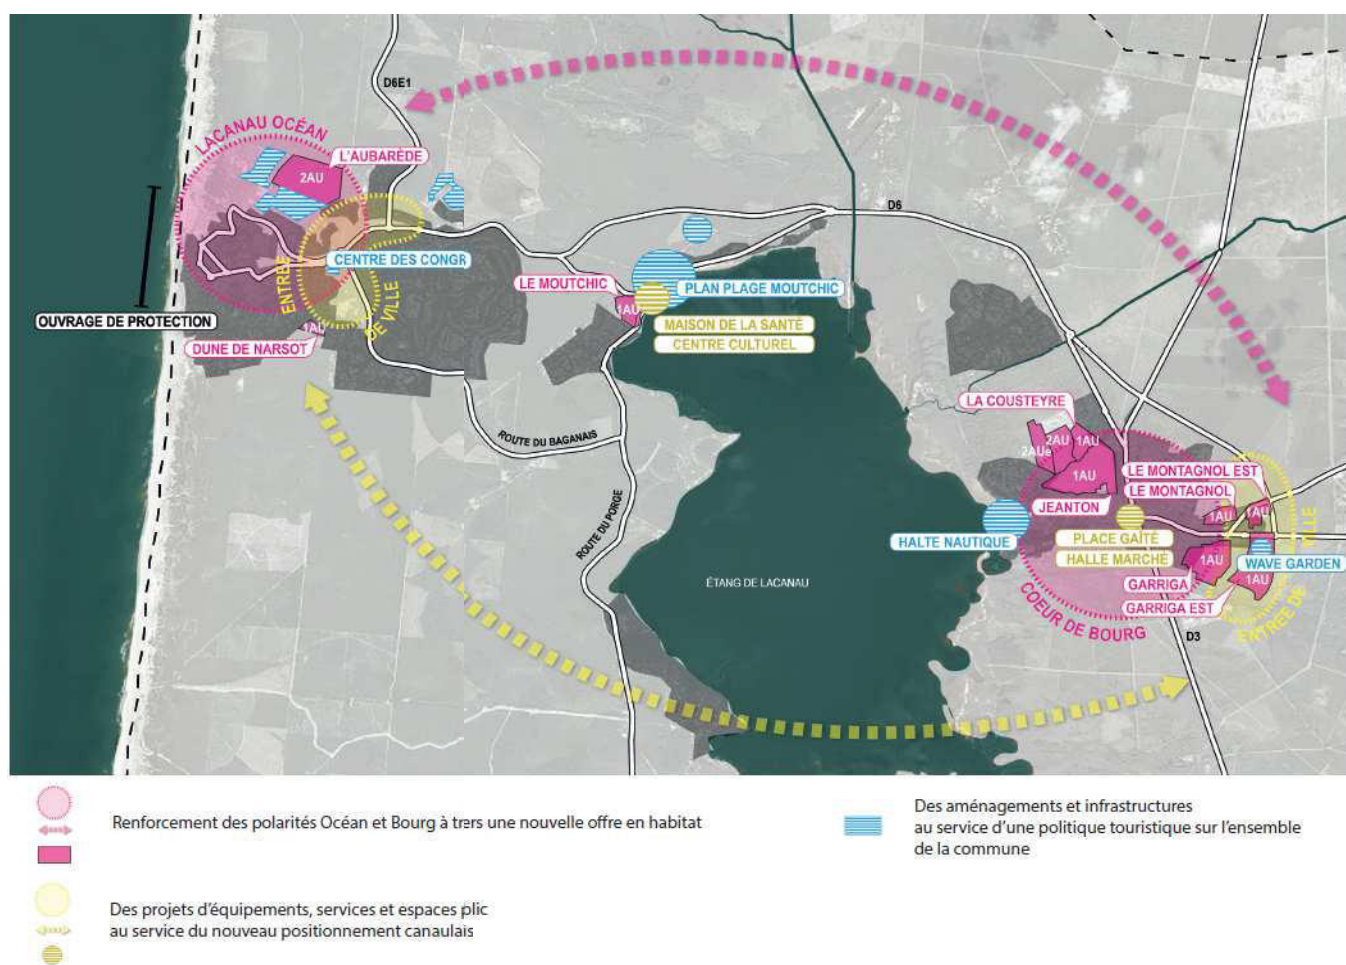 D6E1
LACANAU OCÉAN
L'AUBARÈDE
2AU
D6
CENTRE DES CONGR
ENTRÉE
DE VILLE
LE MOUTCHIC
1AU
PLAN PLAGE MOUTCHIC
OUVRAGE DE PROTECTION
MAISON DE LA SANTÉ
CENTRE CULTUREL
1AU
DUNE DE NARSOT
LA COUSTEYRE
ROUTE DU BAGANAIS
2AU
1AU
2AUe
1AU
LE MONTAGNOL EST
LE MONTAGNOL
JEANTON
1AU
1AU
ROUTE DU PORGE
HALTE NAUTIQUE
PLACE GAÎTÉ
HALLE MARCHÉ
1AU
WAVE GARDEN
ÉTANG DE LACANAU
GARRIGA
1AU
GARRIGA EST
COEUR DE BOURG
ENTRÉE DE
VILLE
D3
Renforcement des polarités Océan et Bourg à trers une nouvelle offre en habitat
Des aménagements et infrastructures
au service d'une politique touristique sur l'ensemble
de la commune
Des projets d'équipements, services et espaces plic
au service du nouveau positionnement canaulais